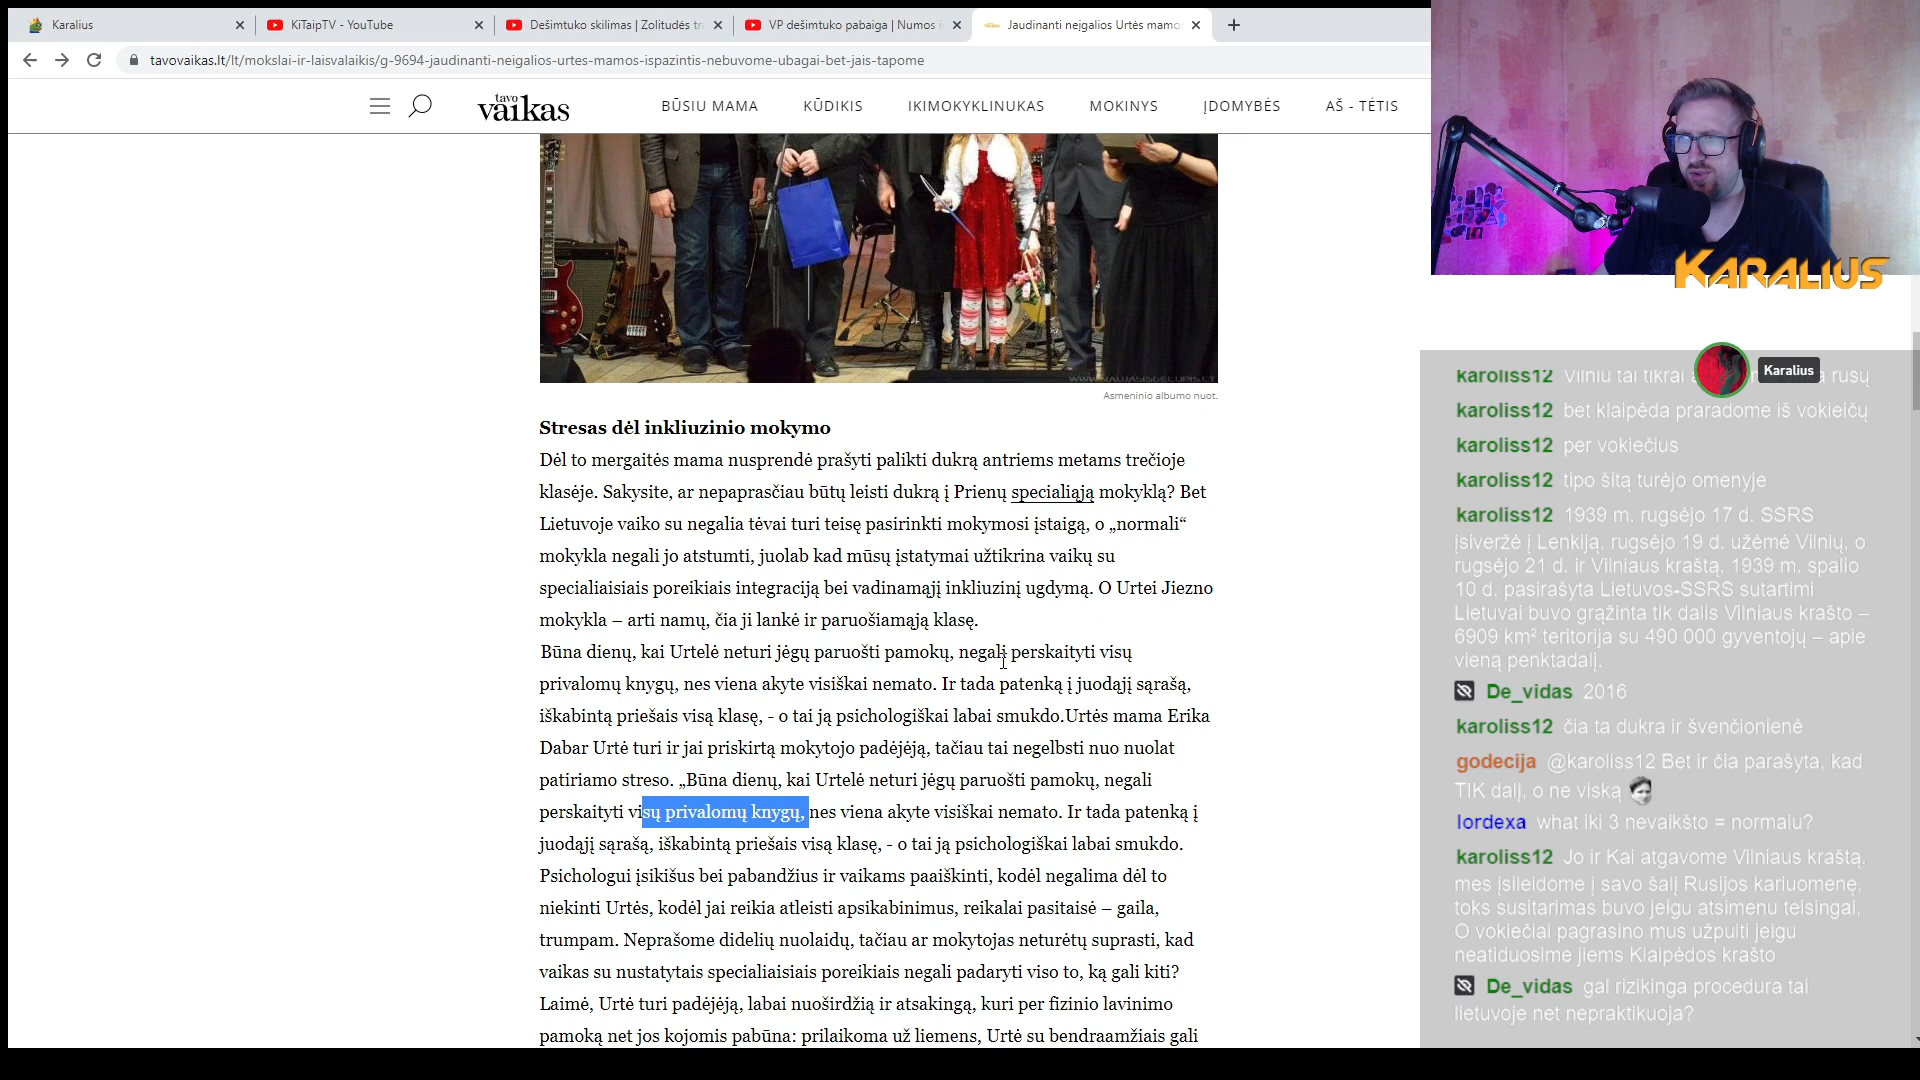 Karalius
KiTaipTV - YouTube
Dešimtuko skilimas | Zolitudės tr
VP dešimtuko pabaiga | Numos i
Jaudinanti neįgalios Urtės mamos
tavovaikas.lt/lt/mokslai-ir-laisvalaikis/g-9694-jaudinanti-neigalios-urtes-mamos-ispazintis-nebuvome-ubagai-bet-jais-tapome
tavo
vaikas
BŪSIU MAMA
KŪDIKIS
IKIMOKYKLINUKAS
MOKINYS
ĮDOMYBĖS
AŠ - TĖTIS
Asmeninio albumo nuot.
Stresas dėl inkliuzinio mokymo
Dėl to mergaitės mama nusprendė prašyti palikti dukrą antriems metams trečioje
klasėje. Sakysite, ar nepaprasčiau būtų leisti dukrą į Prienų specialiąją mokyklą? Bet
Lietuvoje vaiko su negalia tėvai turi teisę pasirinkti mokymosi įstaigą, o „normali“
mokykla negali jo atstumti, juolab kad mūsų įstatymai užtikrina vaikų su
specialiaisiais poreikiais integraciją bei vadinamąjį inkliuzinį ugdymą. O Urtei Jiezno
mokykla – arti namų, čia ji lankė ir paruošiamąją klasę.
Būna dienų, kai Urtelė neturi jėgų paruošti pamokų, negali perskaityti visų
privalomų knygų, nes viena akyte visiškai nemato. Ir tada patenką į juodąjį sąrašą,
iškabintą priešais visą klasę, - o tai ją psichologiškai labai smukdo.Urtės mama Erika
Dabar Urtė turi ir jai priskirtą mokytojo padėjėją, tačiau tai negelbsti nuo nuolat
patiriamo streso. „Būna dienų, kai Urtelė neturi jėgų paruošti pamokų, negali
perskaityti visų privalomų knygų, nes viena akyte visiškai nemato. Ir tada patenką į
juodąjį sąrašą, iškabintą priešais visą klasę, - o tai ją psichologiškai labai smukdo.
Psichologui įsikišus bei pabandžius ir vaikams paaiškinti, kodėl negalima dėl to
niekinti Urtės, kodėl jai reikia atleisti apsikabinimus, reikalai pasitaisė – gaila,
trumpam. Neprašome didelių nuolaidų, tačiau ar mokytojas neturėtų suprasti, kad
vaikas su nustatytais specialiaisiais poreikiais negali padaryti viso to, ką gali kiti?
Laimė, Urtė turi padėjėją, labai nuoširdžią ir atsakingą, kuri per fizinio lavinimo
pamoką net jos kojomis pabūna: prilaikoma už liemens, Urtė su bendraamžiais gali
KARALIUS
Karalius
karoliss12 Vilnių tai tikrai rusų
karoliss12 bet klaipėda praradome iš vokieičų
karoliss12 per vokiečius
karoliss12 tipo šitą turėjo omenyje
karoliss12 1939 m. rugsėjo 17 d. SSRS
įsiveržė į Lenkiją, rugsėjo 19 d. užėmė Vilnių, o
rugsėjo 21 d. ir Vilniaus kraštą. 1939 m. spalio
10 d. pasirašyta Lietuvos-SSRS sutartimi
Lietuvai buvo grąžinta tik dalis Vilniaus krašto –
6909 km² teritorija su 490 000 gyventojų – apie
vieną penktadalį.
De_vidas 2016
karoliss12 čia ta dukra ir švenčionienė
godecija @karoliss12 Bet ir čia parašyta, kad
TIK dalį, o ne viską
lordexa what iki 3 nevaikšto = normalu?
karoliss12 Jo ir Kai atgavome Vilniaus kraštą,
mes įsileidome į savo šalį Rusijos kariuomenę,
toks susitarimas buvo jeigu atsimenu teisingai,
O vokiečiai pagrasino mus užpulti jeigu
neatiduosime jiems Klaipėdos krašto
De_vidas gal rizikinga procedura tai
lietuvoje net nepraktikuoja?